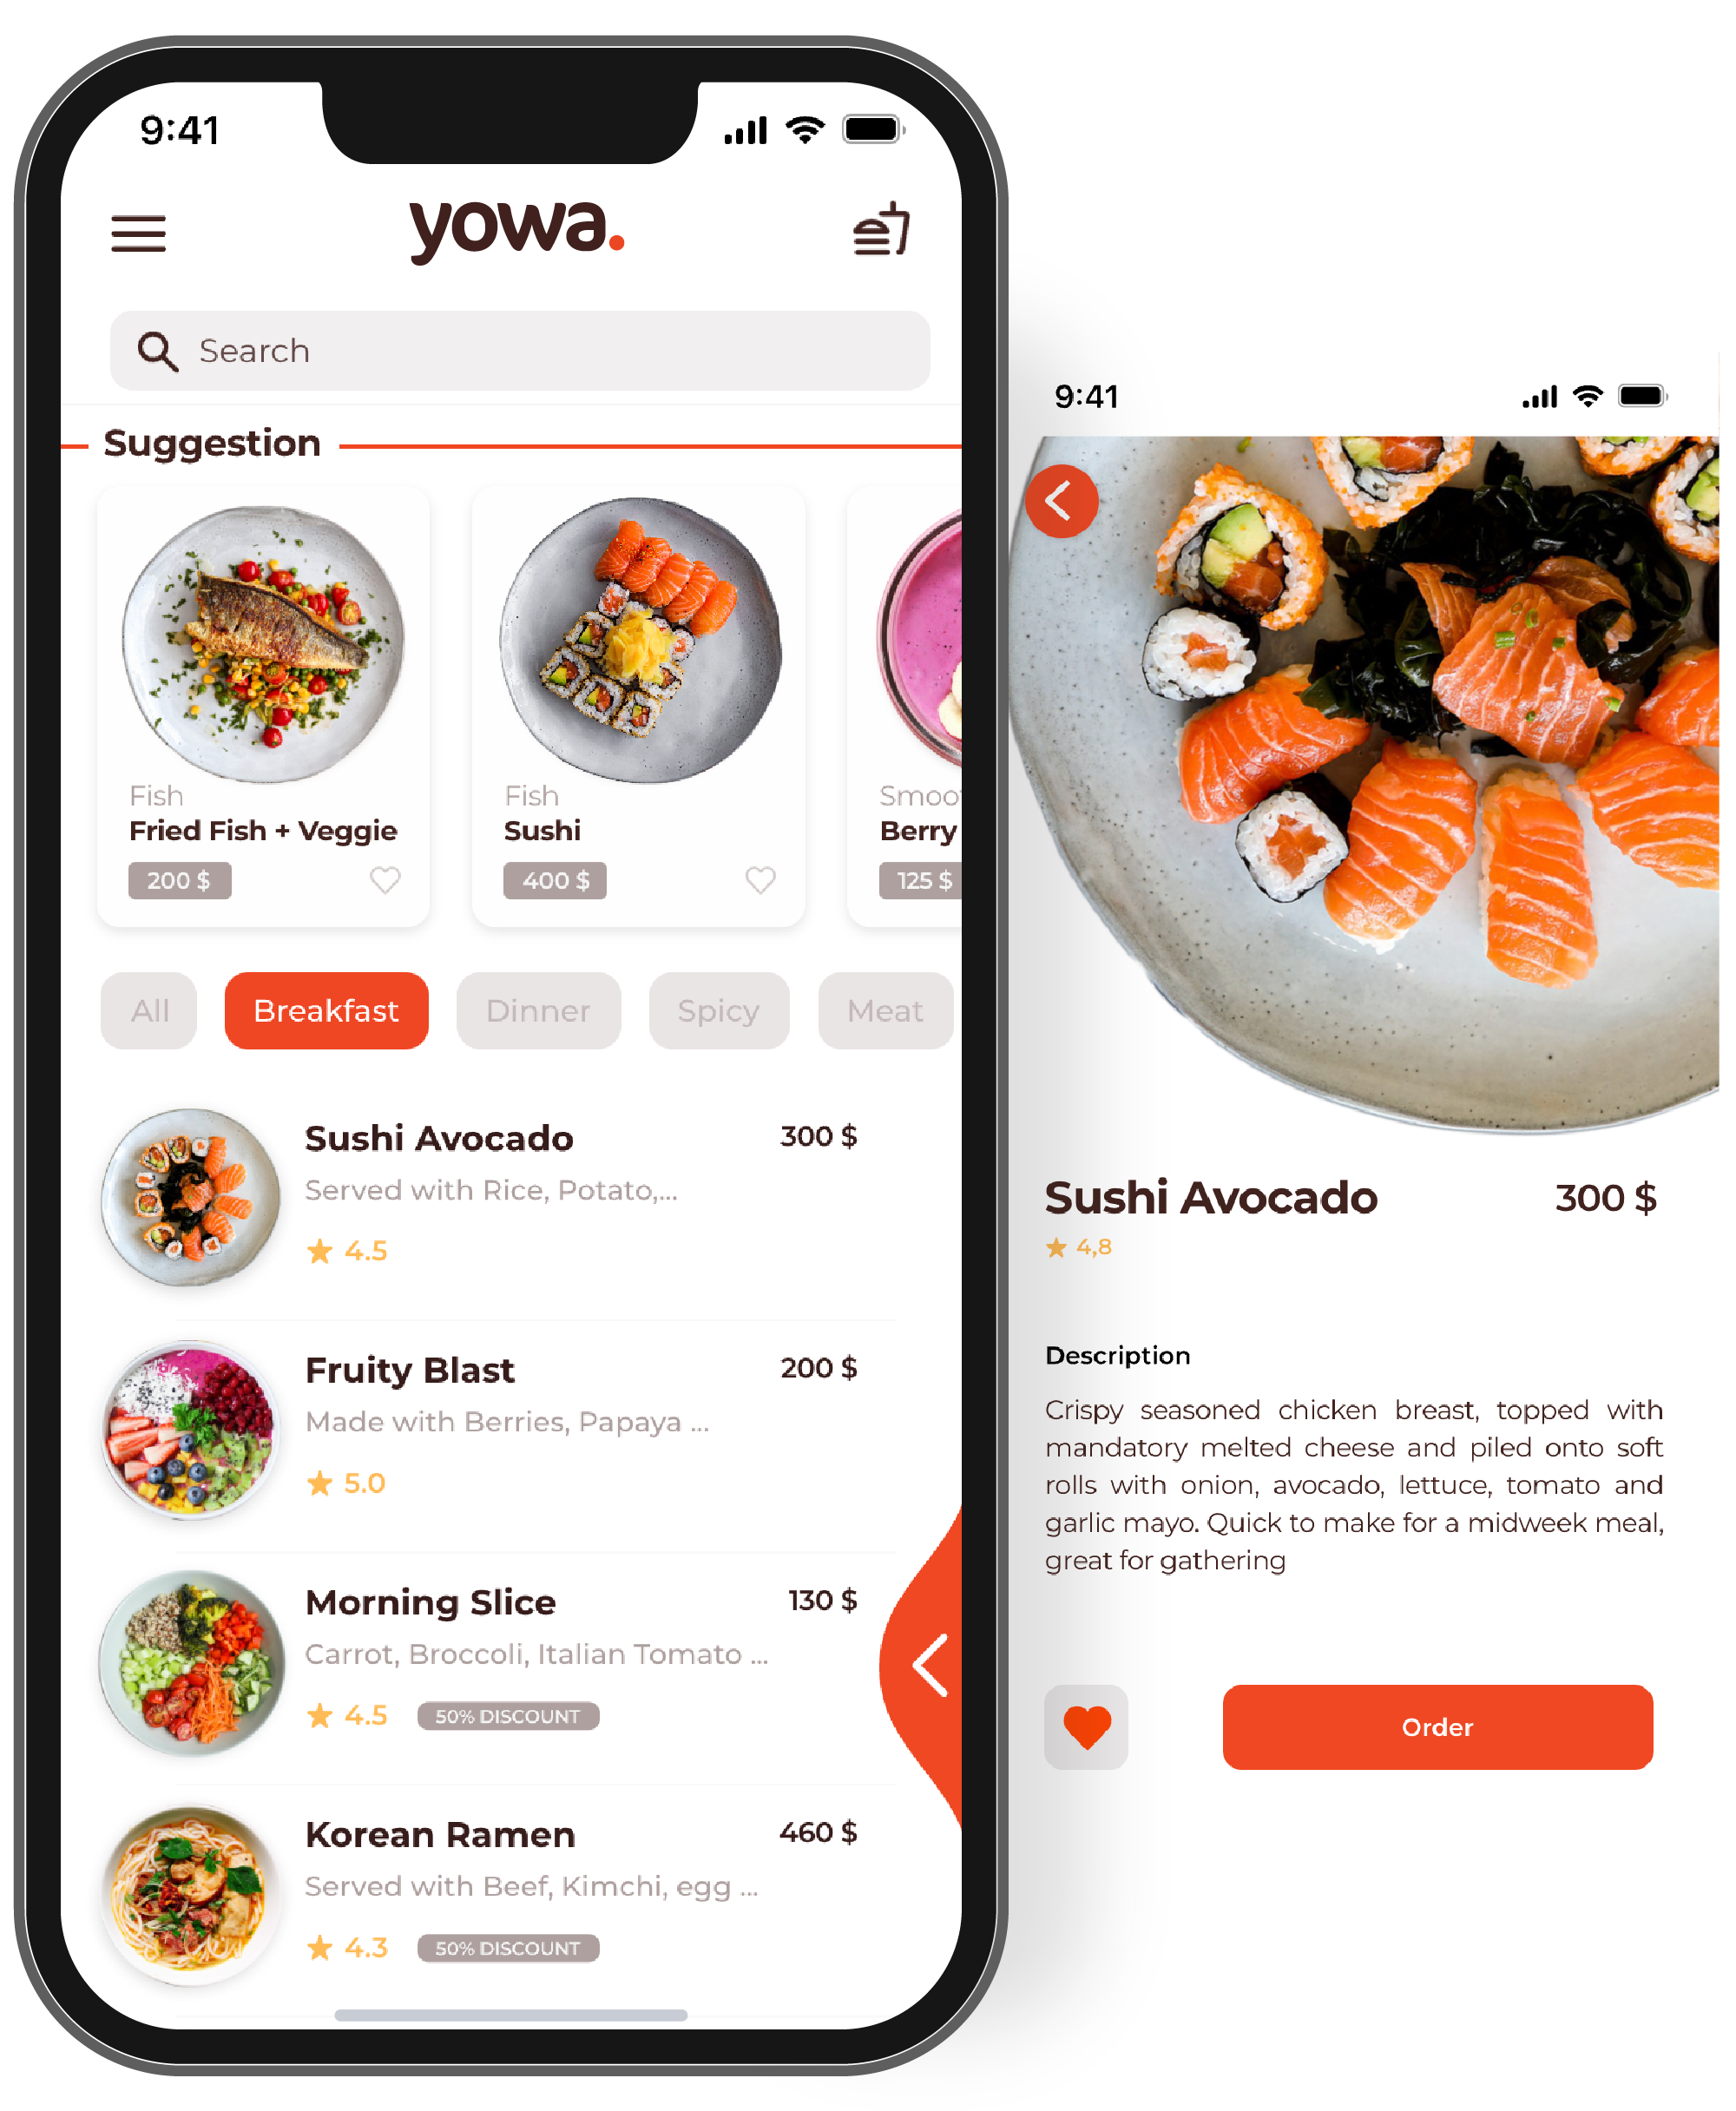 9:41
yowa.
Search
Suggestion
Fish
Fried Fish + Veggie
200 $
Fish
Sushi
400 $
Smoo
Berry
125 $
All
Breakfast
Dinner
Spicy
Meat
Sushi Avocado
300 $
Served with Rice, Potato,...
4.5
Fruity Blast
200 $
Made with Berries, Papaya ...
5.0
Morning Slice
130 $
Carrot, Broccoli, Italian Tomato ...
4.5
50% DISCOUNT
Korean Ramen
460 $
Served with Beef, Kimchi, egg ...
4.3
50% DISCOUNT
9:41
Sushi Avocado
300 $
4,8
Description
Crispy seasoned chicken breast, topped with
mandatory melted cheese and piled onto soft
rolls with onion, avocado, lettuce, tomato and
garlic mayo. Quick to make for a midweek meal,
great for gathering
Order